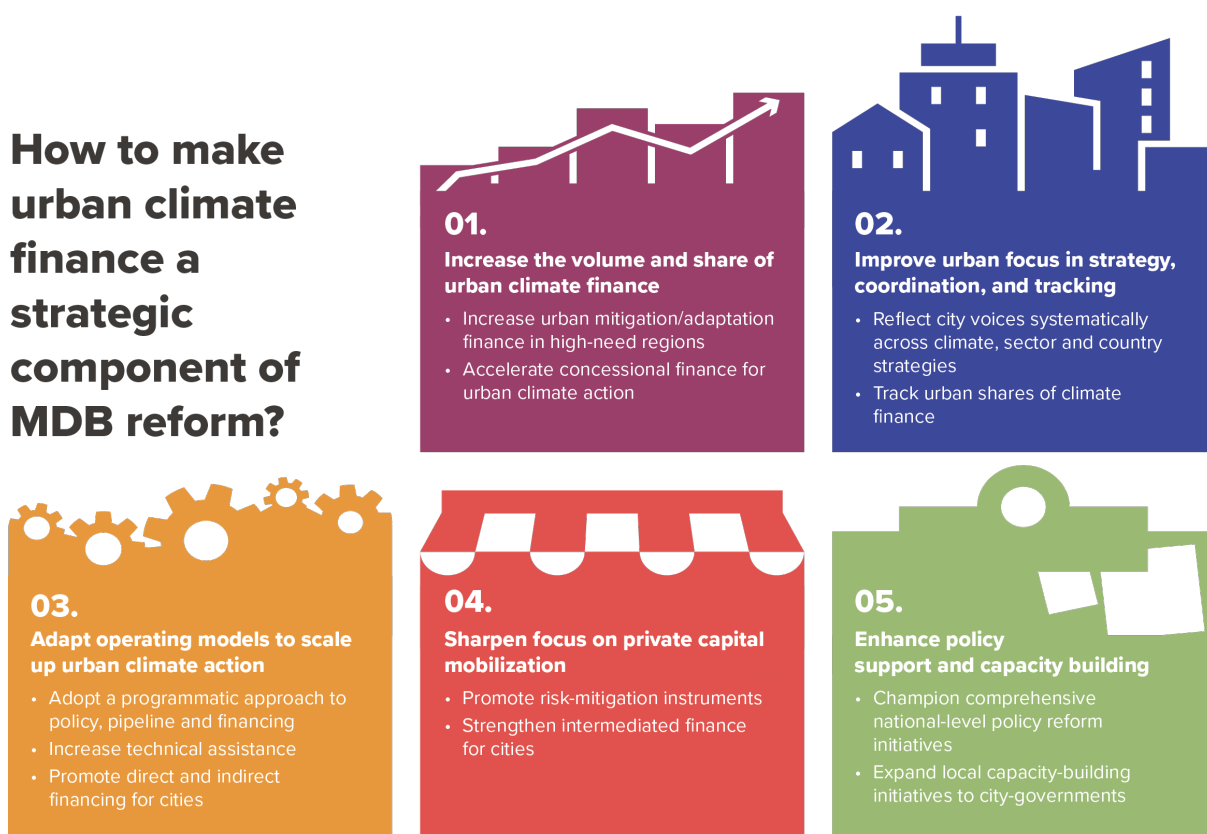 How to make
urban climate
finance a
strategic
component of
MDB reform?
01.
Increase the volume and share of
urban climate finance
• Increase urban mitigation/adaptation
finance in high-need regions
• Accelerate concessional finance for
urban climate action
02.
Improve urban focus in strategy,
coordination, and tracking
• Reflect city voices systematically
across climate, sector and country
strategies
• Track urban shares of climate
finance
03.
Adapt operating models to scale
up urban climate action
• Adopt a programmatic approach to
policy, pipeline and financing
• Increase technical assistance
• Promote direct and indirect
financing for cities
04.
Sharpen focus on private capital
mobilization
• Promote risk-mitigation instruments
• Strengthen intermediated finance
for cities
05.
Enhance policy
support and capacity building
• Champion comprehensive
national-level policy reform
initiatives
• Expand local capacity-building
initiatives to city-governments